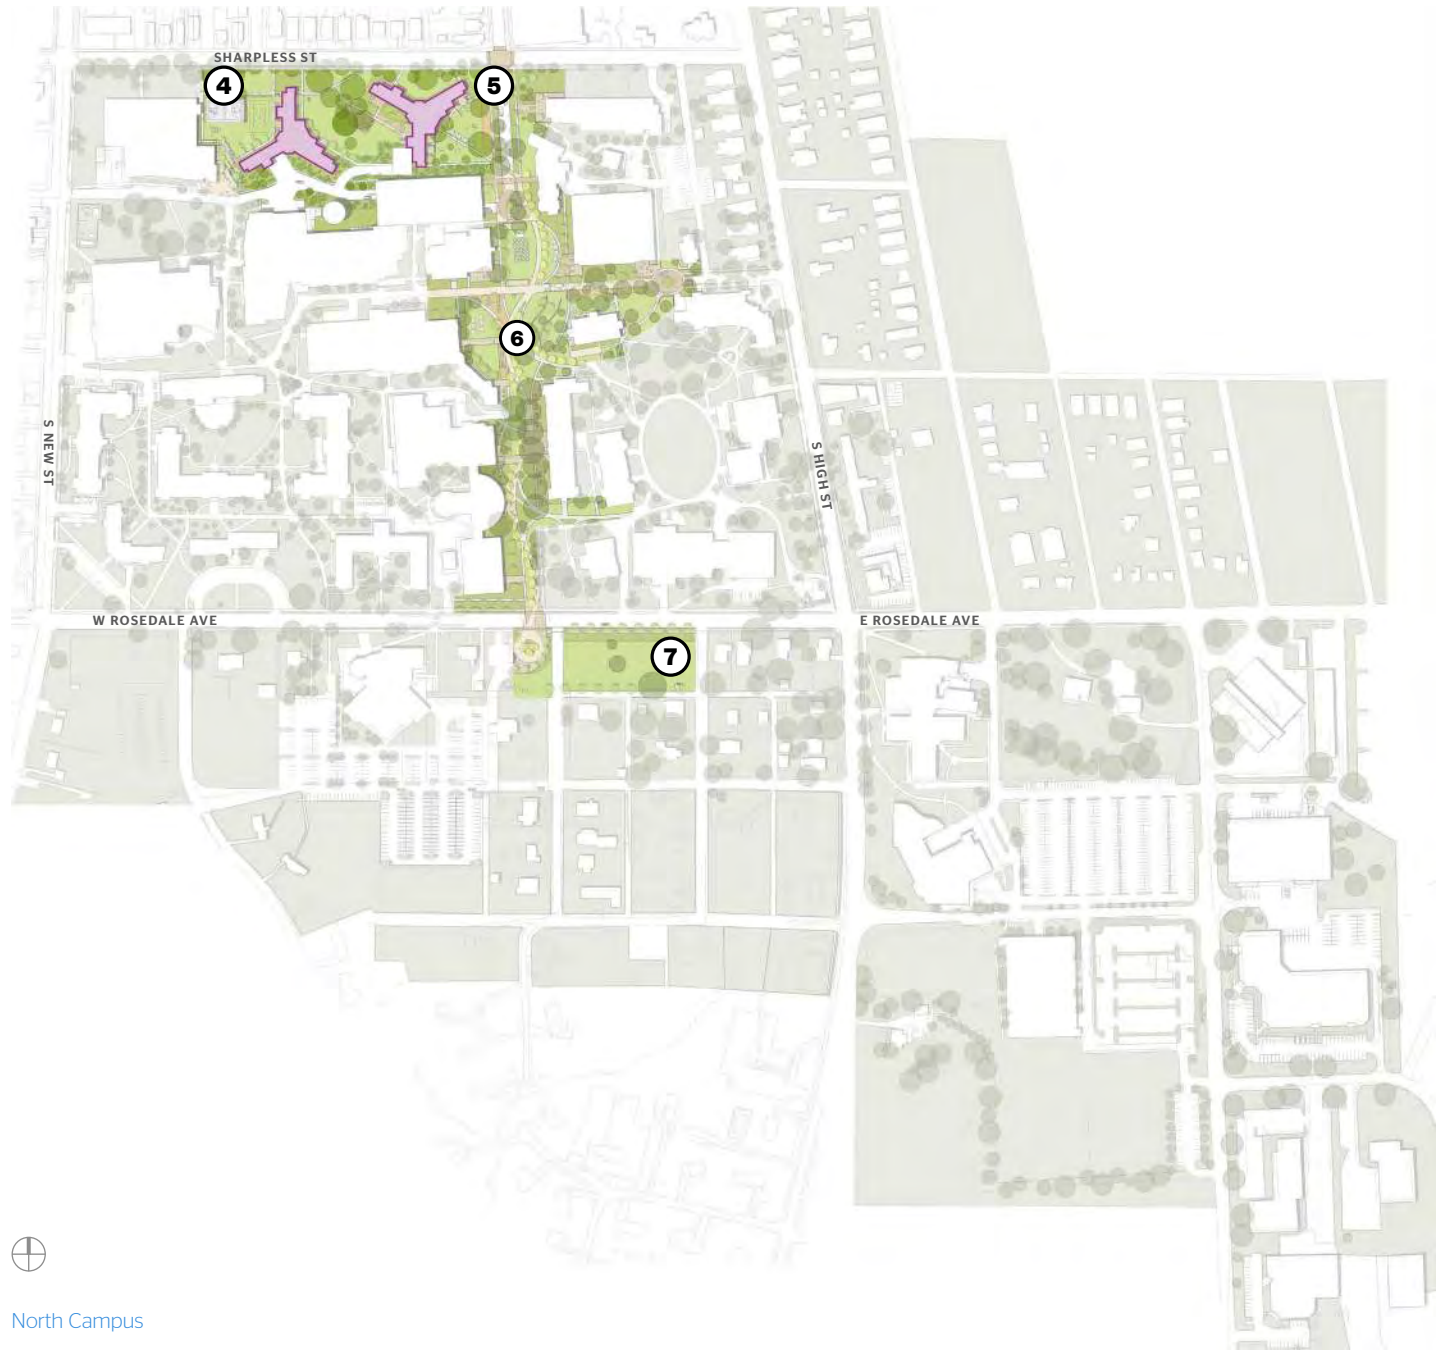 SHARPLESS ST
4
5
6
S NEW ST
S HIGH ST
W ROSEDALE AVE
E ROSEDALE AVE
7
North Campus